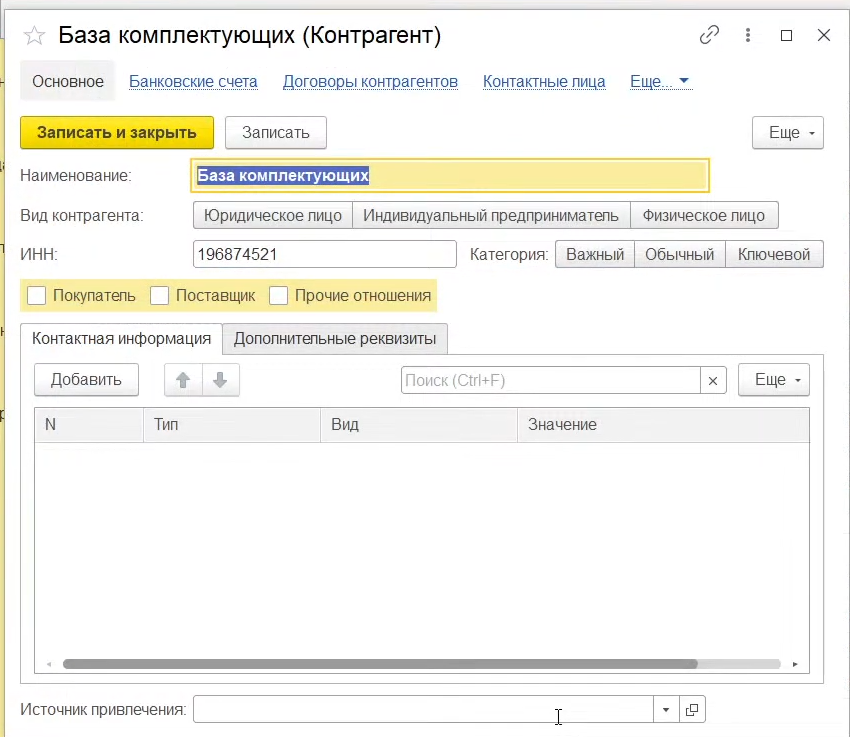 База комплектующих (Контрагент)
Основное Банковские счета Договоры контрагентов Контактные лица Еще...
Записать и закрыть Записать Еще
Наименование: База комплектующих
Вид контрагента: Юридическое лицо Индивидуальный предприниматель Физическое лицо
ИНН: 196874521 Категория: Важный Обычный Ключевой
Покупатель Поставщик Прочие отношения
Контактная информация Дополнительные реквизиты
Добавить Поиск (Ctrl+F) × Еще
N Тип Вид Значение
Источник привлечения: